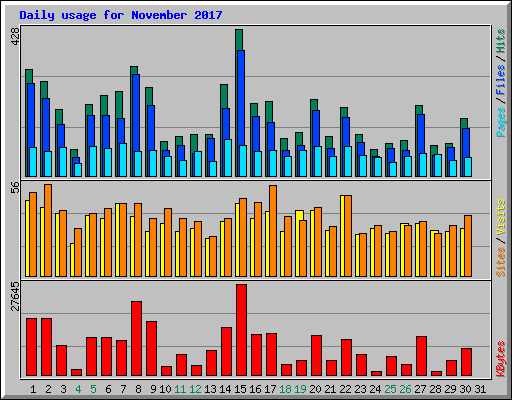 Daily usage for November 2017
428
Pages / Files / Hits
56
Sites / Visits
27645
KBytes
1 2 3 4 5 6 7 8 9 10 11 12 13 14 15 16 17 18 19 20 21 22 23 24 25 26 27 28 29 30 31